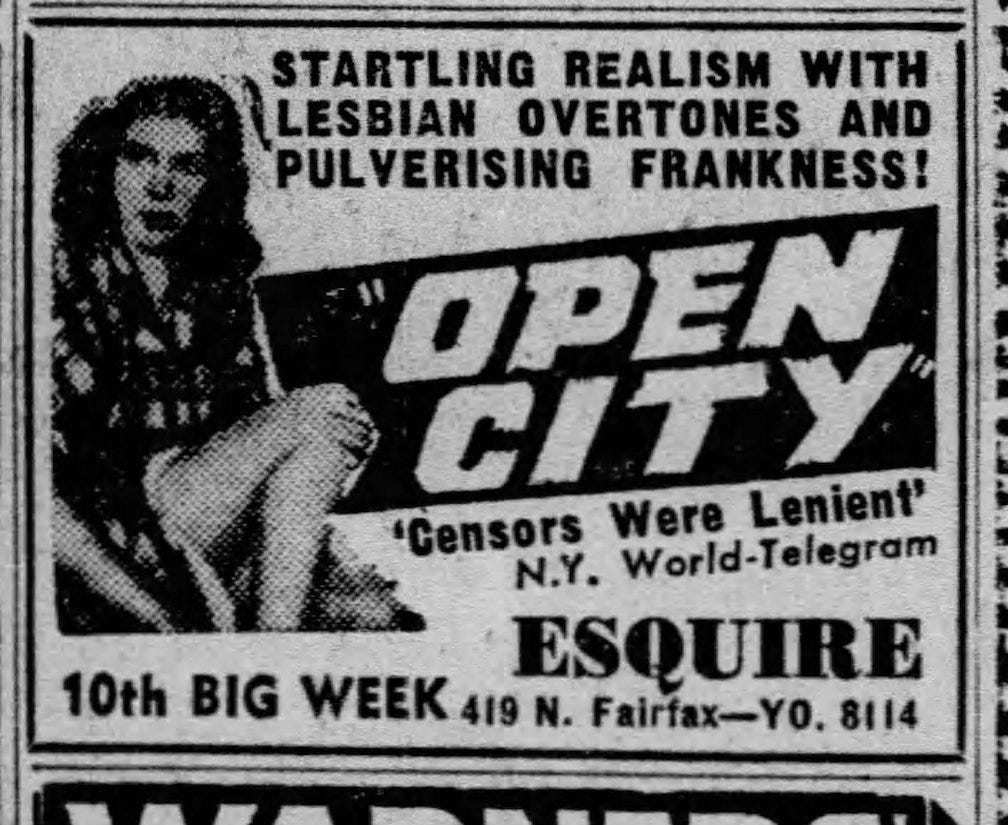 STARTLING REALISM WITH
LESBIAN OVERTONES AND
PULVERISING FRANKNESS!
"OPEN
CITY"
'Censors Were Lenient'
N.Y. World-Telegram
ESQUIRE
10th BIG WEEK 419 N. Fairfax—YO. 8114